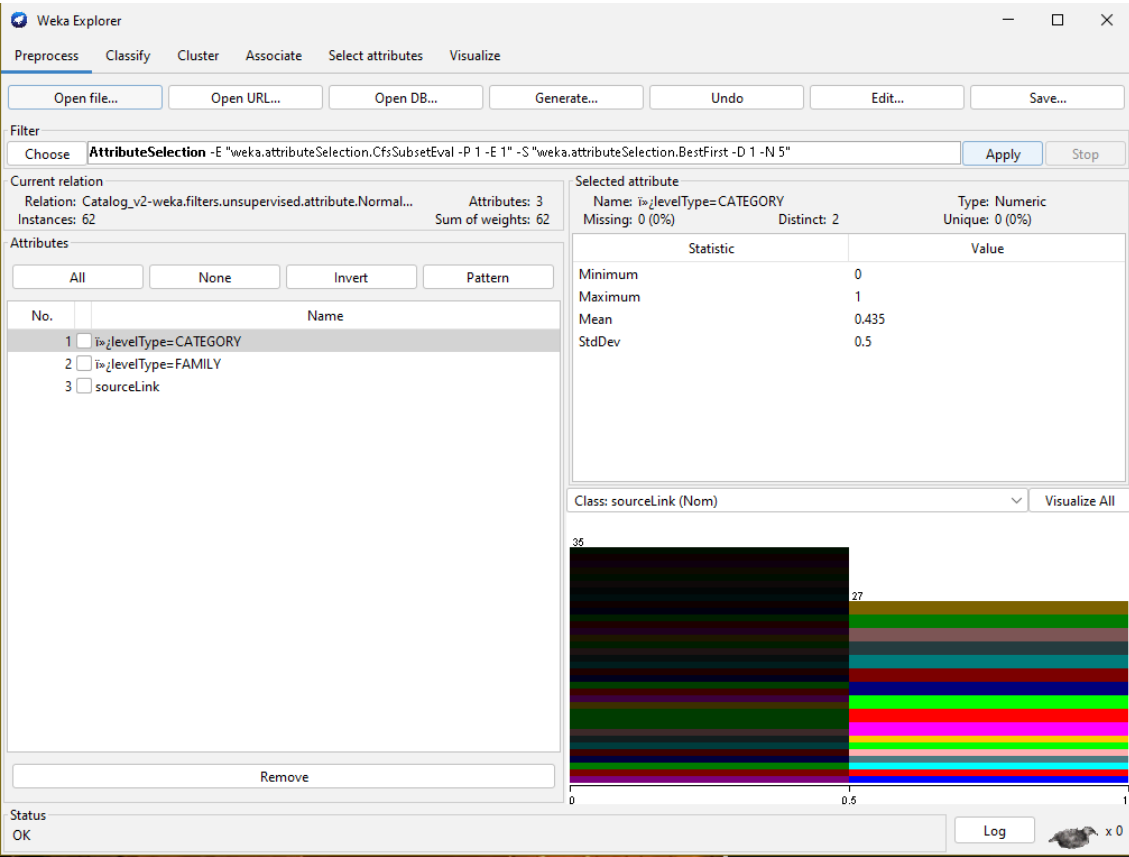 Weka Explorer
Preprocess Classify Cluster Associate Select attributes Visualize
Open file... Open URL... Open DB... Generate... Undo Edit... Save...
Filter
Choose AttributeSelection -E "weka.attributeSelection.CfsSubsetEval -P 1 -E 1" -S "weka.attributeSelection.BestFirst -D 1 -N 5" Apply Stop
Current relation
Relation: Catalog_v2-weka.filters.unsupervised.attribute.Normal... Attributes: 3
Instances: 62 Sum of weights: 62
Attributes
All None Invert Pattern
No. Name
1 ï»¿levelType=CATEGORY
2 ï»¿levelType=FAMILY
3 sourceLink
Remove
Selected attribute
Name: ï»¿levelType=CATEGORY Type: Numeric
Missing: 0 (0%) Distinct: 2 Unique: 0 (0%)
Statistic Value
Minimum 0
Maximum 1
Mean 0.435
StdDev 0.5
Class: sourceLink (Nom) Visualize All
35
27
0 0.5 1
Status
OK
Log x 0